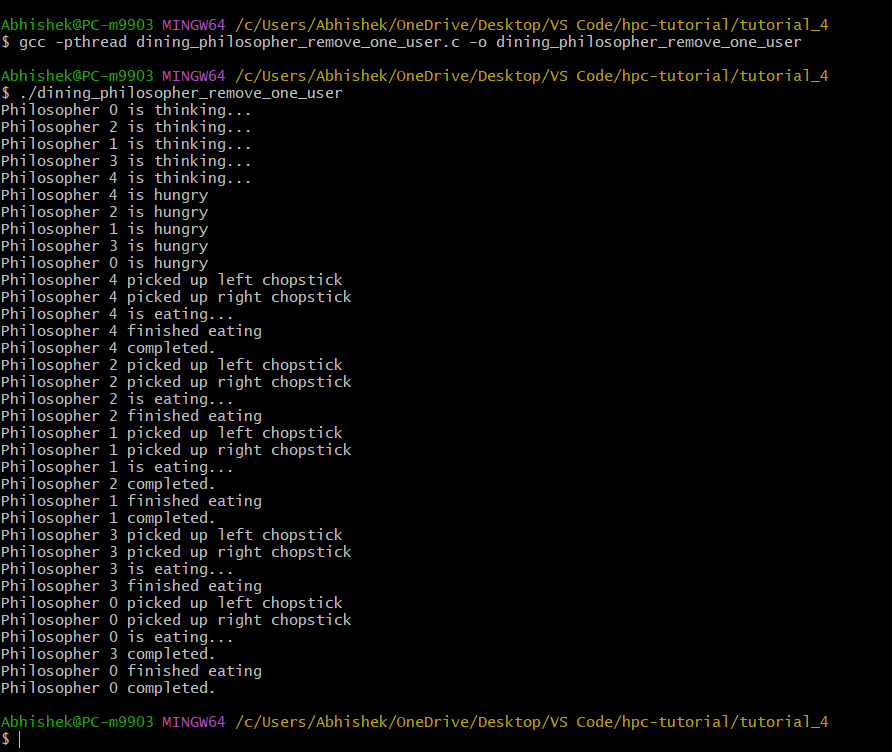 Abhishek@PC-m9903 MINGW64 /c/Users/Abhishek/OneDrive/Desktop/VS Code/hpc-tutorial/tutorial_4
$ gcc -pthread dining_philosopher_remove_one_user.c -o dining_philosopher_remove_one_user
Abhishek@PC-m9903 MINGW64 /c/Users/Abhishek/OneDrive/Desktop/VS Code/hpc-tutorial/tutorial_4
$ ./dining_philosopher_remove_one_user
Philosopher 0 is thinking...
Philosopher 2 is thinking...
Philosopher 1 is thinking...
Philosopher 3 is thinking...
Philosopher 4 is thinking...
Philosopher 4 is hungry
Philosopher 2 is hungry
Philosopher 1 is hungry
Philosopher 3 is hungry
Philosopher 0 is hungry
Philosopher 4 picked up left chopstick
Philosopher 4 picked up right chopstick
Philosopher 4 is eating...
Philosopher 4 finished eating
Philosopher 4 completed.
Philosopher 2 picked up left chopstick
Philosopher 2 picked up right chopstick
Philosopher 2 is eating...
Philosopher 2 finished eating
Philosopher 1 picked up left chopstick
Philosopher 1 picked up right chopstick
Philosopher 1 is eating...
Philosopher 2 completed.
Philosopher 1 finished eating
Philosopher 1 completed.
Philosopher 3 picked up left chopstick
Philosopher 3 picked up right chopstick
Philosopher 3 is eating...
Philosopher 3 finished eating
Philosopher 0 picked up left chopstick
Philosopher 0 picked up right chopstick
Philosopher 0 is eating...
Philosopher 3 completed.
Philosopher 0 finished eating
Philosopher 0 completed.
Abhishek@PC-m9903 MINGW64 /c/Users/Abhishek/OneDrive/Desktop/VS Code/hpc-tutorial/tutorial_4
$